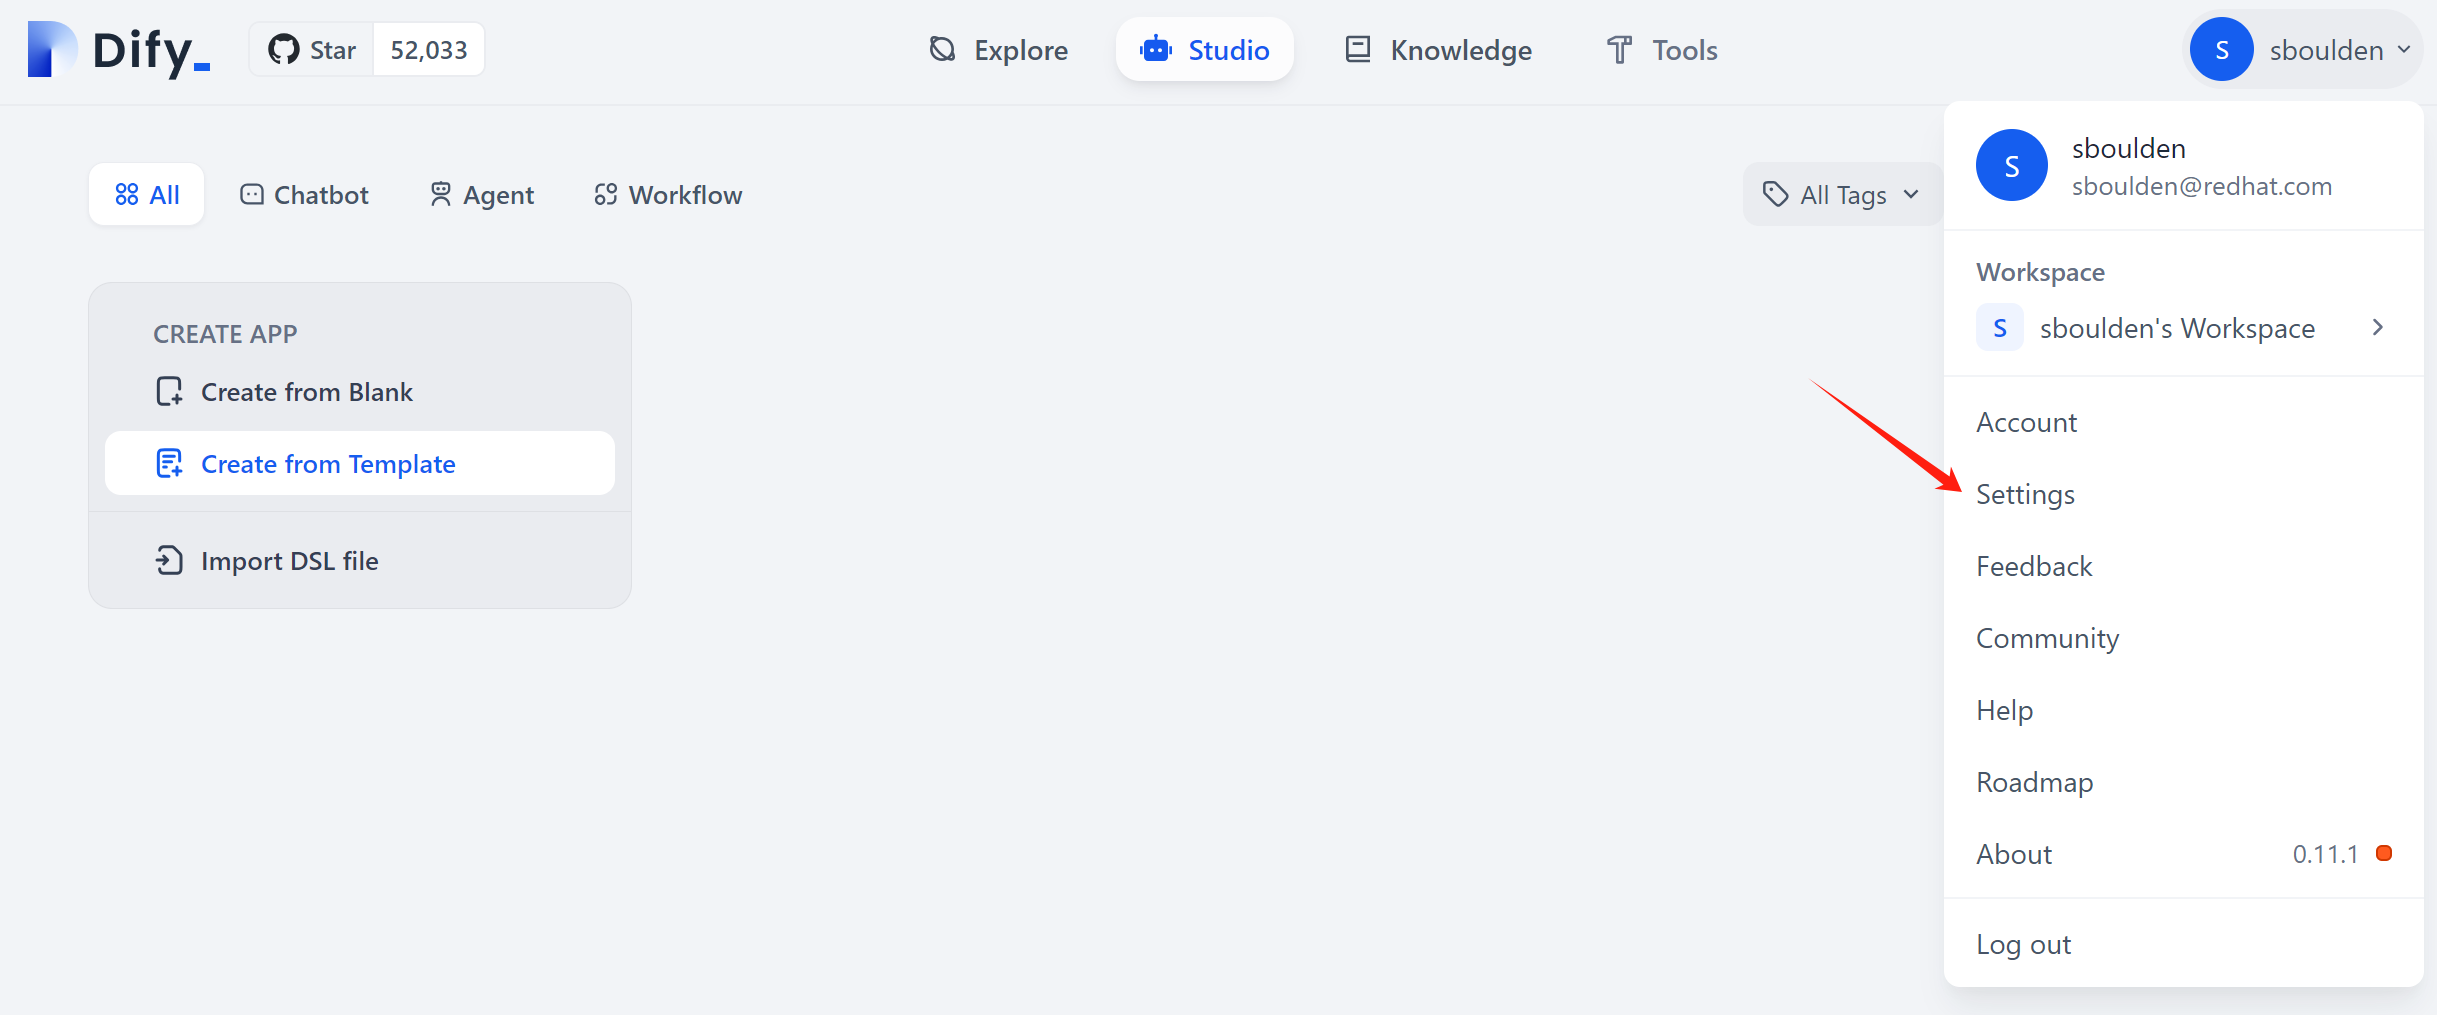 Dify_
Star 52,033
Explore
Studio
Knowledge
Tools
S sboulden
All
Chatbot
Agent
Workflow
All Tags
CREATE APP
Create from Blank
Create from Template
Import DSL file
S
sboulden
sboulden@redhat.com
Workspace
S sboulden's Workspace
Account
Settings
Feedback
Community
Help
Roadmap
About 0.11.1
Log out